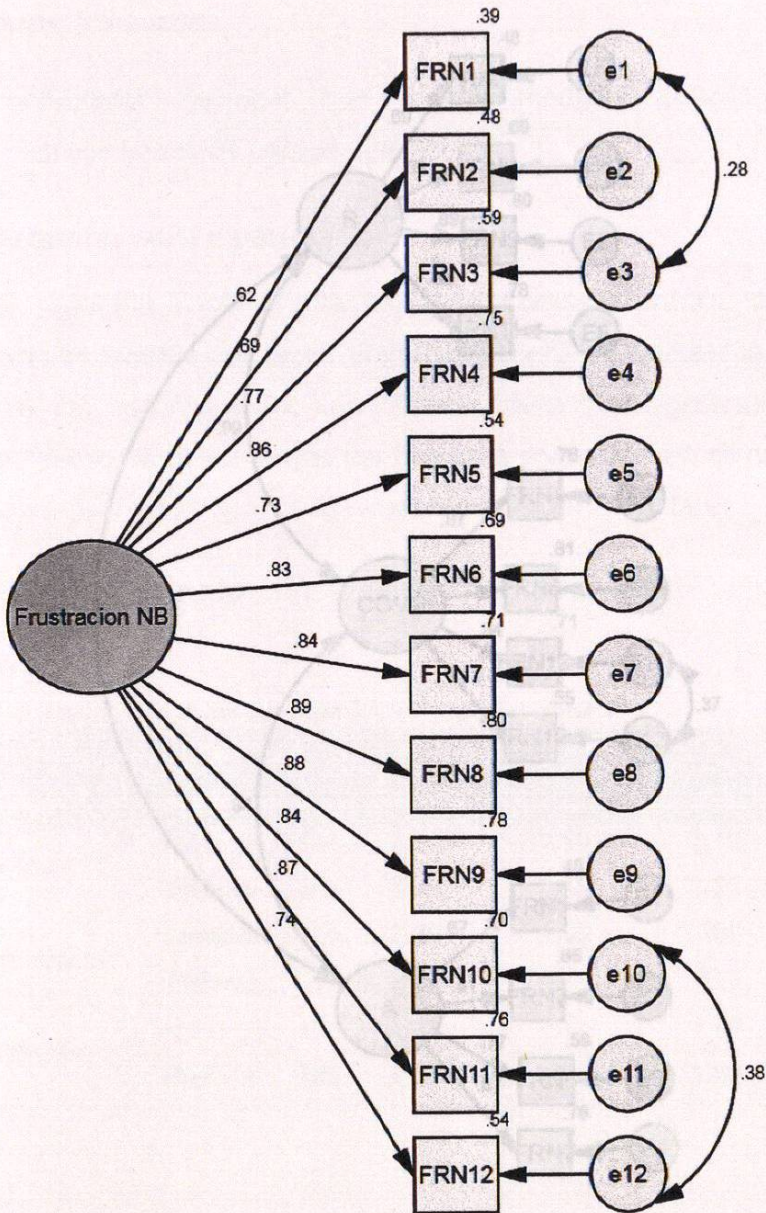 .39
FRN1 e1
.48
FRN2 e2
.28
.59
FRN3 e3
.62
.75
.69
FRN4 e4
.77
.54
.86
FRN5 e5
.73
.69
.83
FRN6 e6
.71
Frustracion NB
.84
FRN7 e7
.80
.89
FRN8 e8
.88
.78
.84
FRN9 e9
.87
.70
.74
FRN10 e10
.76
FRN11 e11
.38
.54
FRN12 e12